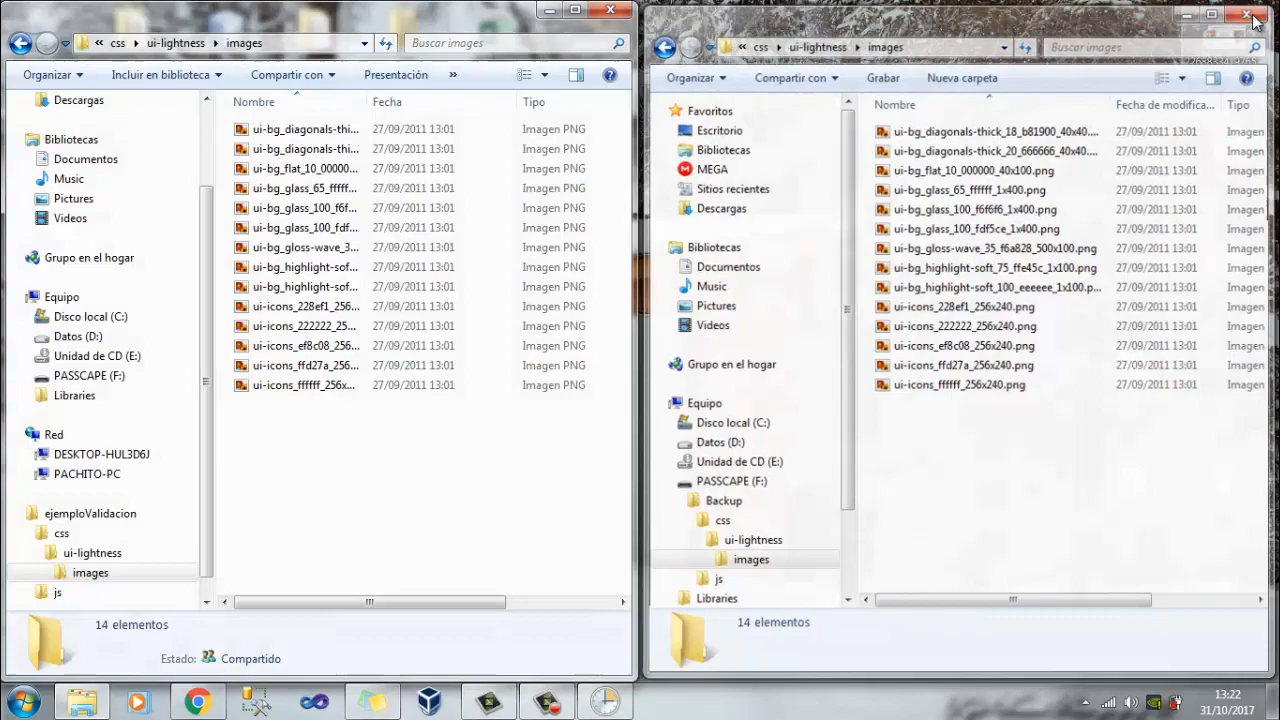 « css ▸ ui-lightness ▸ images
Buscar images
Organizar Incluir en biblioteca Compartir con Presentación »
Descargas
Bibliotecas
Documentos
Music
Pictures
Videos
Grupo en el hogar
Equipo
Disco local (C:)
Datos (D:)
Unidad de CD (E:)
PASSCAPE (F:)
Libraries
Red
DESKTOP-HUL3D6J
PACHITO-PC
ejemploValidacion
css
ui-lightness
images
js
Nombre Fecha Tipo
ui-bg_diagonals-thi... 27/09/2011 13:01 Imagen PNG
ui-bg_diagonals-thi... 27/09/2011 13:01 Imagen PNG
ui-bg_flat_10_00000... 27/09/2011 13:01 Imagen PNG
ui-bg_glass_65_fffff... 27/09/2011 13:01 Imagen PNG
ui-bg_glass_100_f6f... 27/09/2011 13:01 Imagen PNG
ui-bg_glass_100_fdf... 27/09/2011 13:01 Imagen PNG
ui-bg_gloss-wave_3... 27/09/2011 13:01 Imagen PNG
ui-bg_highlight-sof... 27/09/2011 13:01 Imagen PNG
ui-bg_highlight-sof... 27/09/2011 13:01 Imagen PNG
ui-icons_228ef1_256... 27/09/2011 13:01 Imagen PNG
ui-icons_222222_25... 27/09/2011 13:01 Imagen PNG
ui-icons_ef8c08_256... 27/09/2011 13:01 Imagen PNG
ui-icons_ffd27a_256... 27/09/2011 13:01 Imagen PNG
ui-icons_ffffff_256x... 27/09/2011 13:01 Imagen PNG
14 elementos
Estado: Compartido
« css ▸ ui-lightness ▸ images
Buscar images
Organizar Compartir con Grabar Nueva carpeta
Favoritos
Escritorio
Bibliotecas
MEGA
Sitios recientes
Descargas
Bibliotecas
Documentos
Music
Pictures
Videos
Grupo en el hogar
Equipo
Disco local (C:)
Datos (D:)
Unidad de CD (E:)
PASSCAPE (F:)
Backup
css
ui-lightness
images
js
Libraries
Nombre Fecha de modifica... Tipo
ui-bg_diagonals-thick_18_b81900_40x40.... 27/09/2011 13:01 Imagen
ui-bg_diagonals-thick_20_666666_40x40.... 27/09/2011 13:01 Imagen
ui-bg_flat_10_000000_40x100.png 27/09/2011 13:01 Imagen
ui-bg_glass_65_ffffff_1x400.png 27/09/2011 13:01 Imagen
ui-bg_glass_100_f6f6f6_1x400.png 27/09/2011 13:01 Imagen
ui-bg_glass_100_fdf5ce_1x400.png 27/09/2011 13:01 Imagen
ui-bg_gloss-wave_35_f6a828_500x100.png 27/09/2011 13:01 Imagen
ui-bg_highlight-soft_75_ffe45c_1x100.png 27/09/2011 13:01 Imagen
ui-bg_highlight-soft_100_eeeeee_1x100.p... 27/09/2011 13:01 Imagen
ui-icons_228ef1_256x240.png 27/09/2011 13:01 Imagen
ui-icons_222222_256x240.png 27/09/2011 13:01 Imagen
ui-icons_ef8c08_256x240.png 27/09/2011 13:01 Imagen
ui-icons_ffd27a_256x240.png 27/09/2011 13:01 Imagen
ui-icons_ffffff_256x240.png 27/09/2011 13:01 Imagen
14 elementos
13:22
31/10/2017